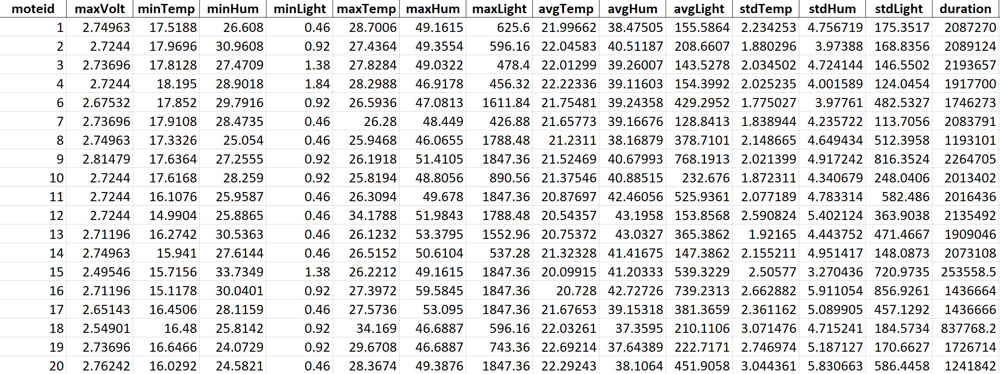 moteid maxVolt minTemp minHum minLight maxTemp maxHum maxLight avgTemp avgHum avgLight stdTemp stdHum stdLight duration
1 2.74963 17.5188 26.608 0.46 28.7006 49.1615 625.6 21.99662 38.47505 155.5864 2.234253 4.756719 175.3517 2087270
2 2.7244 17.9696 30.9608 0.92 27.4364 49.3554 596.16 22.04583 40.51187 208.6607 1.880296 3.97388 168.8356 2089124
3 2.73696 17.8128 27.4709 1.38 27.8284 49.0322 478.4 22.01299 39.26007 143.5278 2.034502 4.724144 146.5502 2193657
4 2.7244 18.195 28.9018 1.84 28.2988 46.9178 456.32 22.22336 39.11603 154.3992 2.025235 4.001589 124.0454 1917700
6 2.67532 17.852 29.7916 0.92 26.5936 47.0813 1611.84 21.75481 39.24358 429.2952 1.775027 3.97761 482.5327 1746273
7 2.73696 17.9108 28.4735 0.46 26.28 48.449 426.88 21.65773 39.16676 128.8413 1.838944 4.235722 113.7056 2083791
8 2.74963 17.3326 25.054 0.46 25.9468 46.0655 1788.48 21.2311 38.16879 378.7101 2.148665 4.649434 512.3958 1193101
9 2.81479 17.6364 27.2555 0.92 26.1918 51.4105 1847.36 21.52469 40.67993 768.1913 2.021399 4.917242 816.3524 2264705
10 2.7244 17.6168 28.259 0.92 25.8194 48.8056 890.56 21.37546 40.88515 232.676 1.872311 4.340679 248.0406 2013402
11 2.7244 16.1076 25.9587 0.46 26.3094 49.678 1847.36 20.87697 42.46056 525.9361 2.077189 4.783314 582.486 2016436
12 2.7244 14.9904 25.8865 0.46 34.1788 51.9843 1788.48 20.54357 43.1958 153.8568 2.590824 5.402124 363.9038 2135492
13 2.71196 16.2742 30.5363 0.46 26.1232 53.3795 1552.96 20.75372 43.0327 365.3862 1.92165 4.443752 471.4667 1909046
14 2.74963 15.941 27.6144 0.46 26.5152 50.6104 537.28 21.32328 41.41675 147.3862 2.155211 4.951417 148.0873 2073108
15 2.49546 15.7156 33.7349 1.38 26.2212 49.1615 1847.36 20.09915 41.20333 539.3229 2.50577 3.270436 720.9735 253558.5
16 2.71196 15.1178 30.0401 0.92 27.3972 59.5845 1847.36 20.728 42.72726 739.2313 2.662882 5.911054 856.9261 1436664
17 2.65143 16.4506 28.1159 0.46 27.5736 53.095 1847.36 21.67653 39.15318 381.3659 2.361162 5.089905 457.1292 1436666
18 2.54901 16.48 25.8142 0.92 34.169 46.6887 596.16 22.03261 37.3595 210.1106 3.071476 4.715241 184.5734 837768.2
19 2.73696 16.6466 24.0729 0.92 29.6708 46.6887 743.36 22.69214 37.64389 222.7171 2.746974 5.187127 170.6627 1726714
20 2.76242 16.0292 24.5821 0.46 28.3674 49.3876 1847.36 22.29243 38.1064 451.9058 3.044361 5.830663 586.4458 1241842